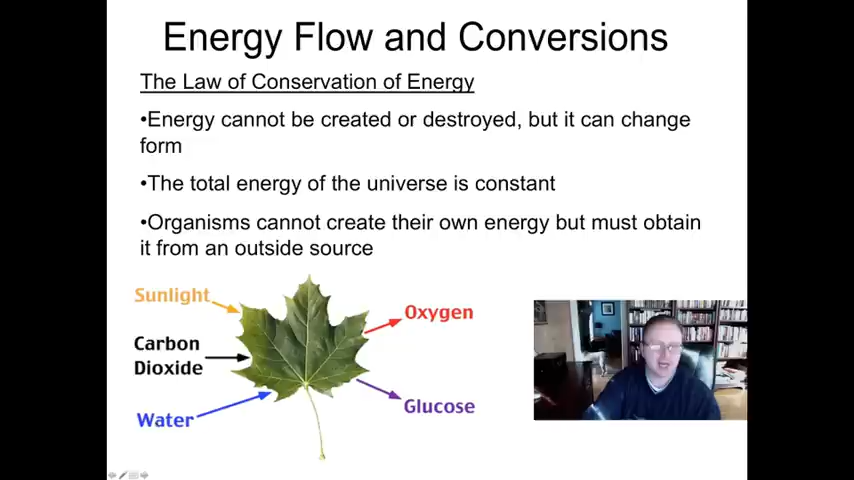 Energy Flow and Conversions
The Law of Conservation of Energy
•Energy cannot be created or destroyed, but it can change
form
•The total energy of the universe is constant
•Organisms cannot create their own energy but must obtain
it from an outside source
Sunlight
Oxygen
Carbon
Dioxide
Glucose
Water